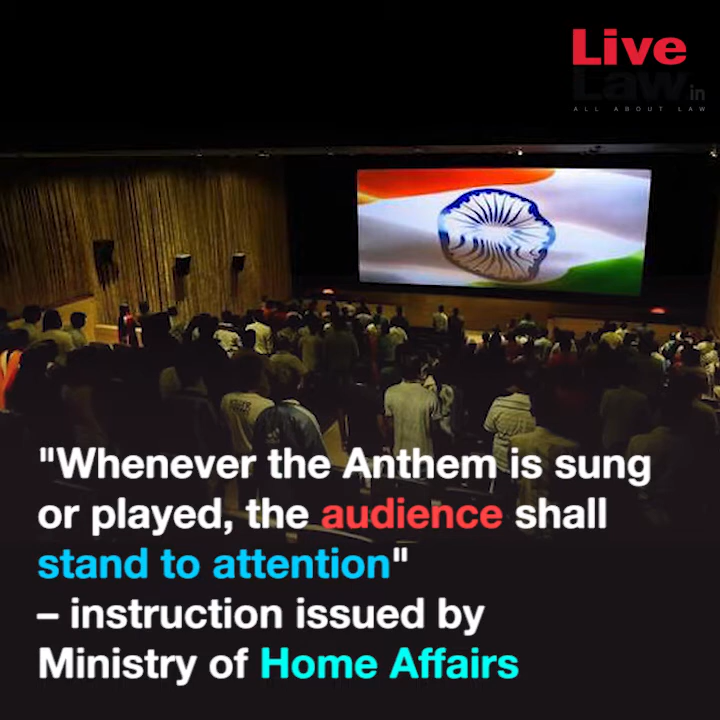 Live
Law.in
ALL ABOUT LAW
"Whenever the Anthem is sung
or played, the audience shall
stand to attention"
– instruction issued by
Ministry of Home Affairs